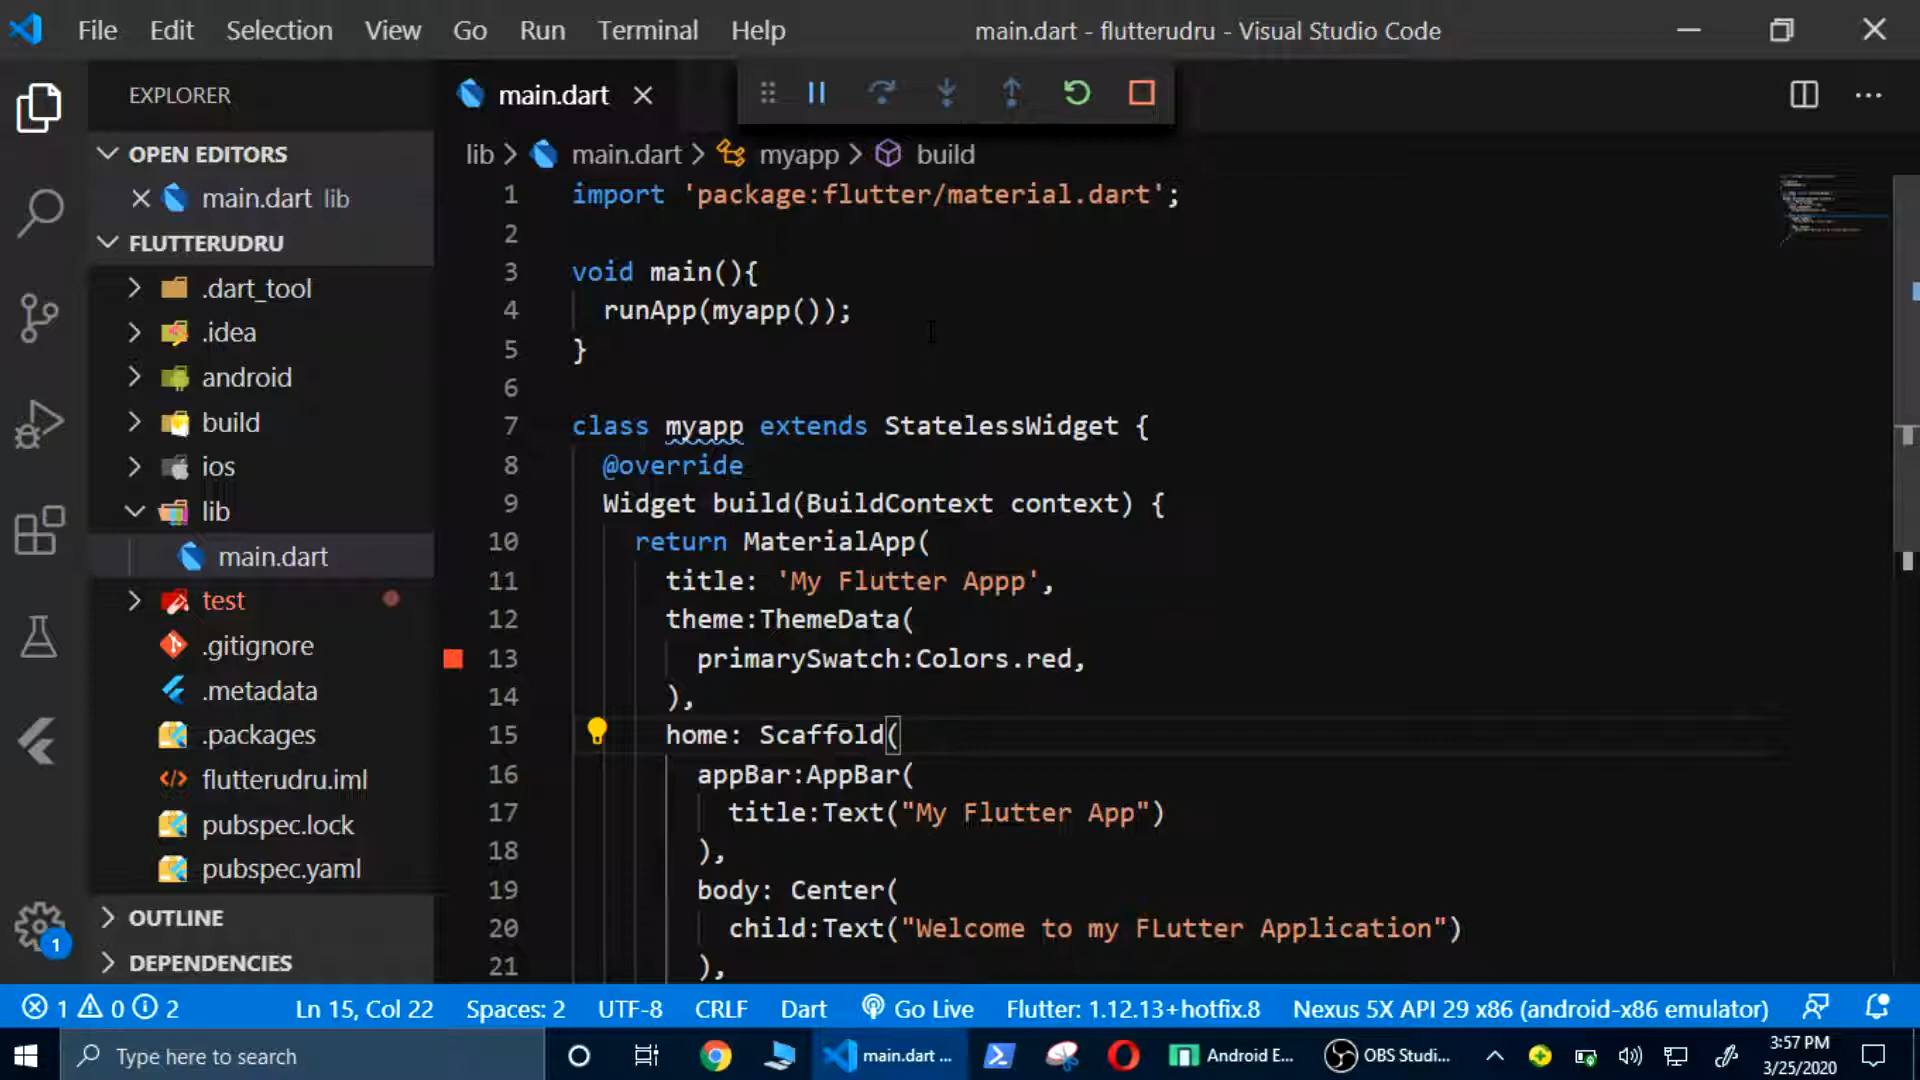 File Edit Selection View Go Run Terminal Help
main.dart - flutterudru - Visual Studio Code
EXPLORER
OPEN EDITORS
main.dart lib
FLUTTERUDRU
.dart_tool
.idea
android
build
ios
lib
main.dart
test
.gitignore
.metadata
.packages
flutterudru.iml
pubspec.lock
pubspec.yaml
OUTLINE
DEPENDENCIES
1
main.dart
lib > main.dart > myapp > build
1 import 'package:flutter/material.dart';
2
3 void main(){
4 runApp(myapp());
5 }
6
7 class myapp extends StatelessWidget {
8 @override
9 Widget build(BuildContext context) {
10 return MaterialApp(
11 title: 'My Flutter Appp',
12 theme:ThemeData(
13 primarySwatch:Colors.red,
14 ),
15 home: Scaffold(
16 appBar:AppBar(
17 title:Text("My Flutter App")
18 ),
19 body: Center(
20 child:Text("Welcome to my FLutter Application")
21 ),
1 0 2 Ln 15, Col 22 Spaces: 2 UTF-8 CRLF Dart Go Live Flutter: 1.12.13+hotfix.8 Nexus 5X API 29 x86 (android-x86 emulator)
Type here to search
main.dart ...
Android E...
OBS Studi...
3:57 PM
3/25/2020